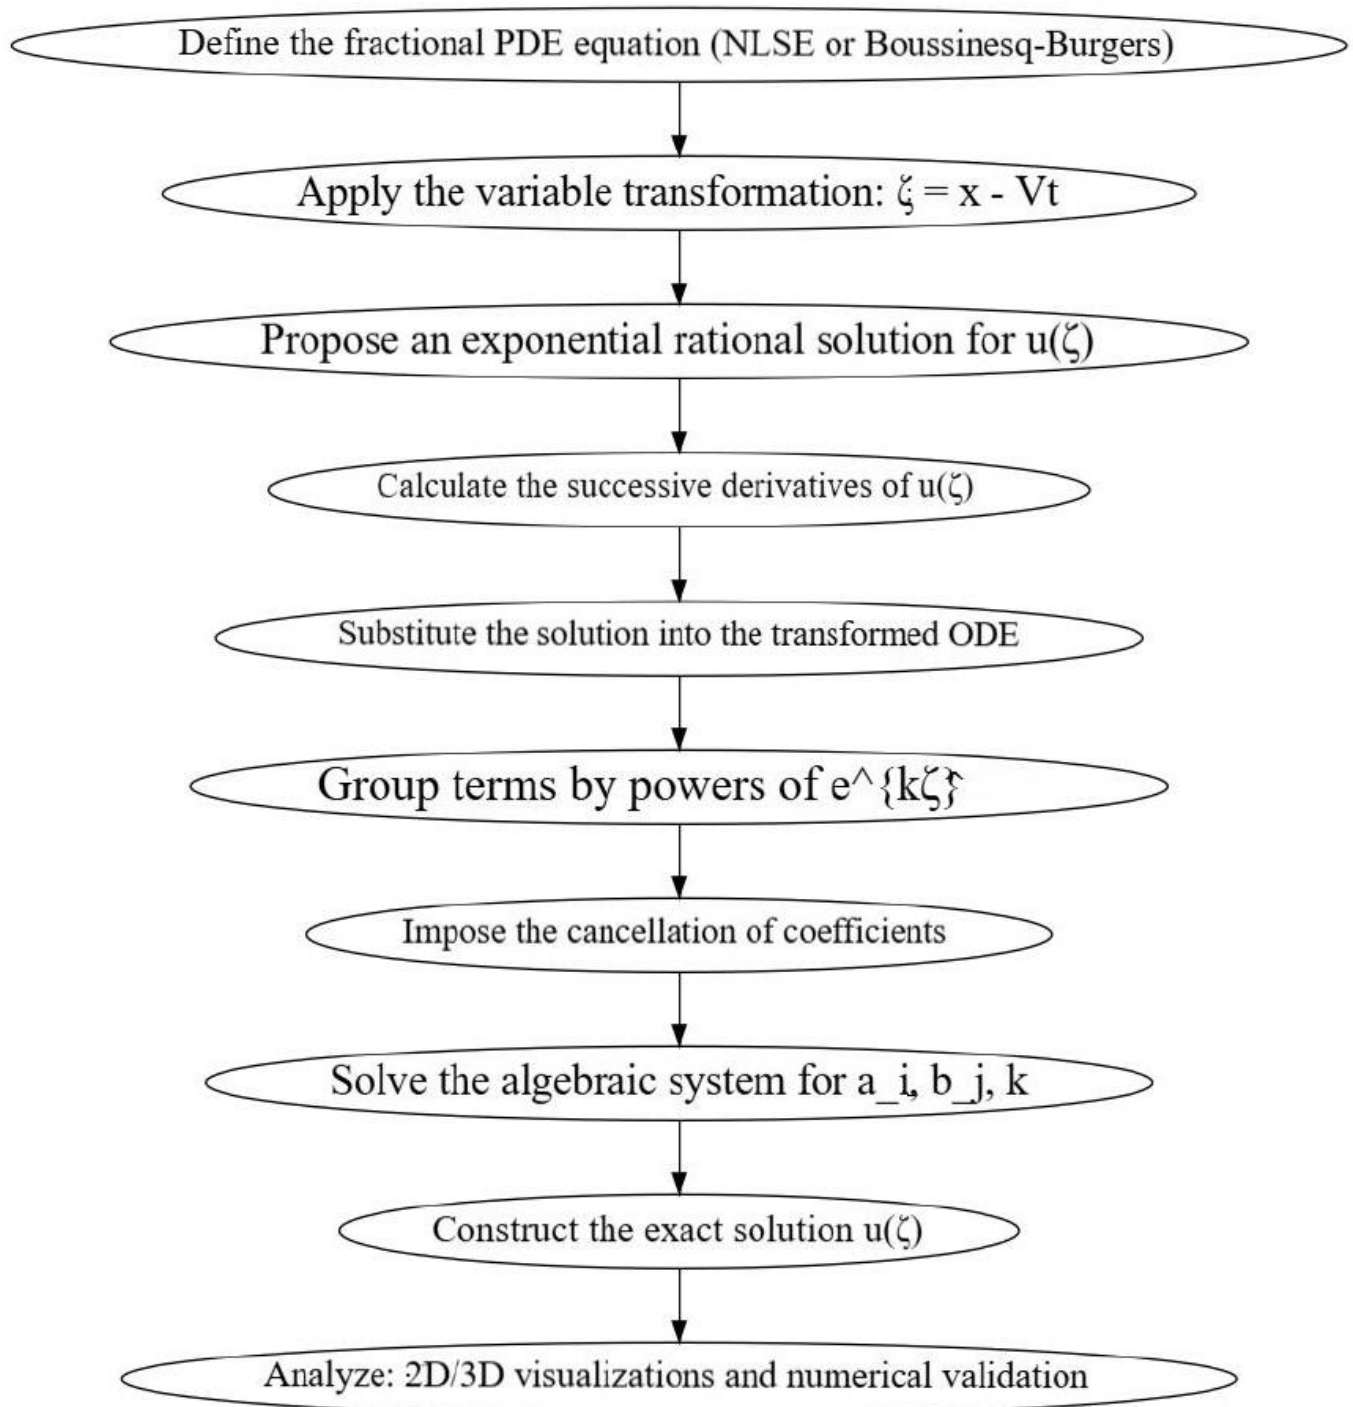 Define the fractional PDE equation (NLSE or Boussinesq-Burgers)
Apply the variable transformation: ζ = x - Vt
Propose an exponential rational solution for u(ζ)
Calculate the successive derivatives of u(ζ)
Substitute the solution into the transformed ODE
Group terms by powers of e^{kζ}
Impose the cancellation of coefficients
Solve the algebraic system for a_i, b_j, k
Construct the exact solution u(ζ)
Analyze: 2D/3D visualizations and numerical validation